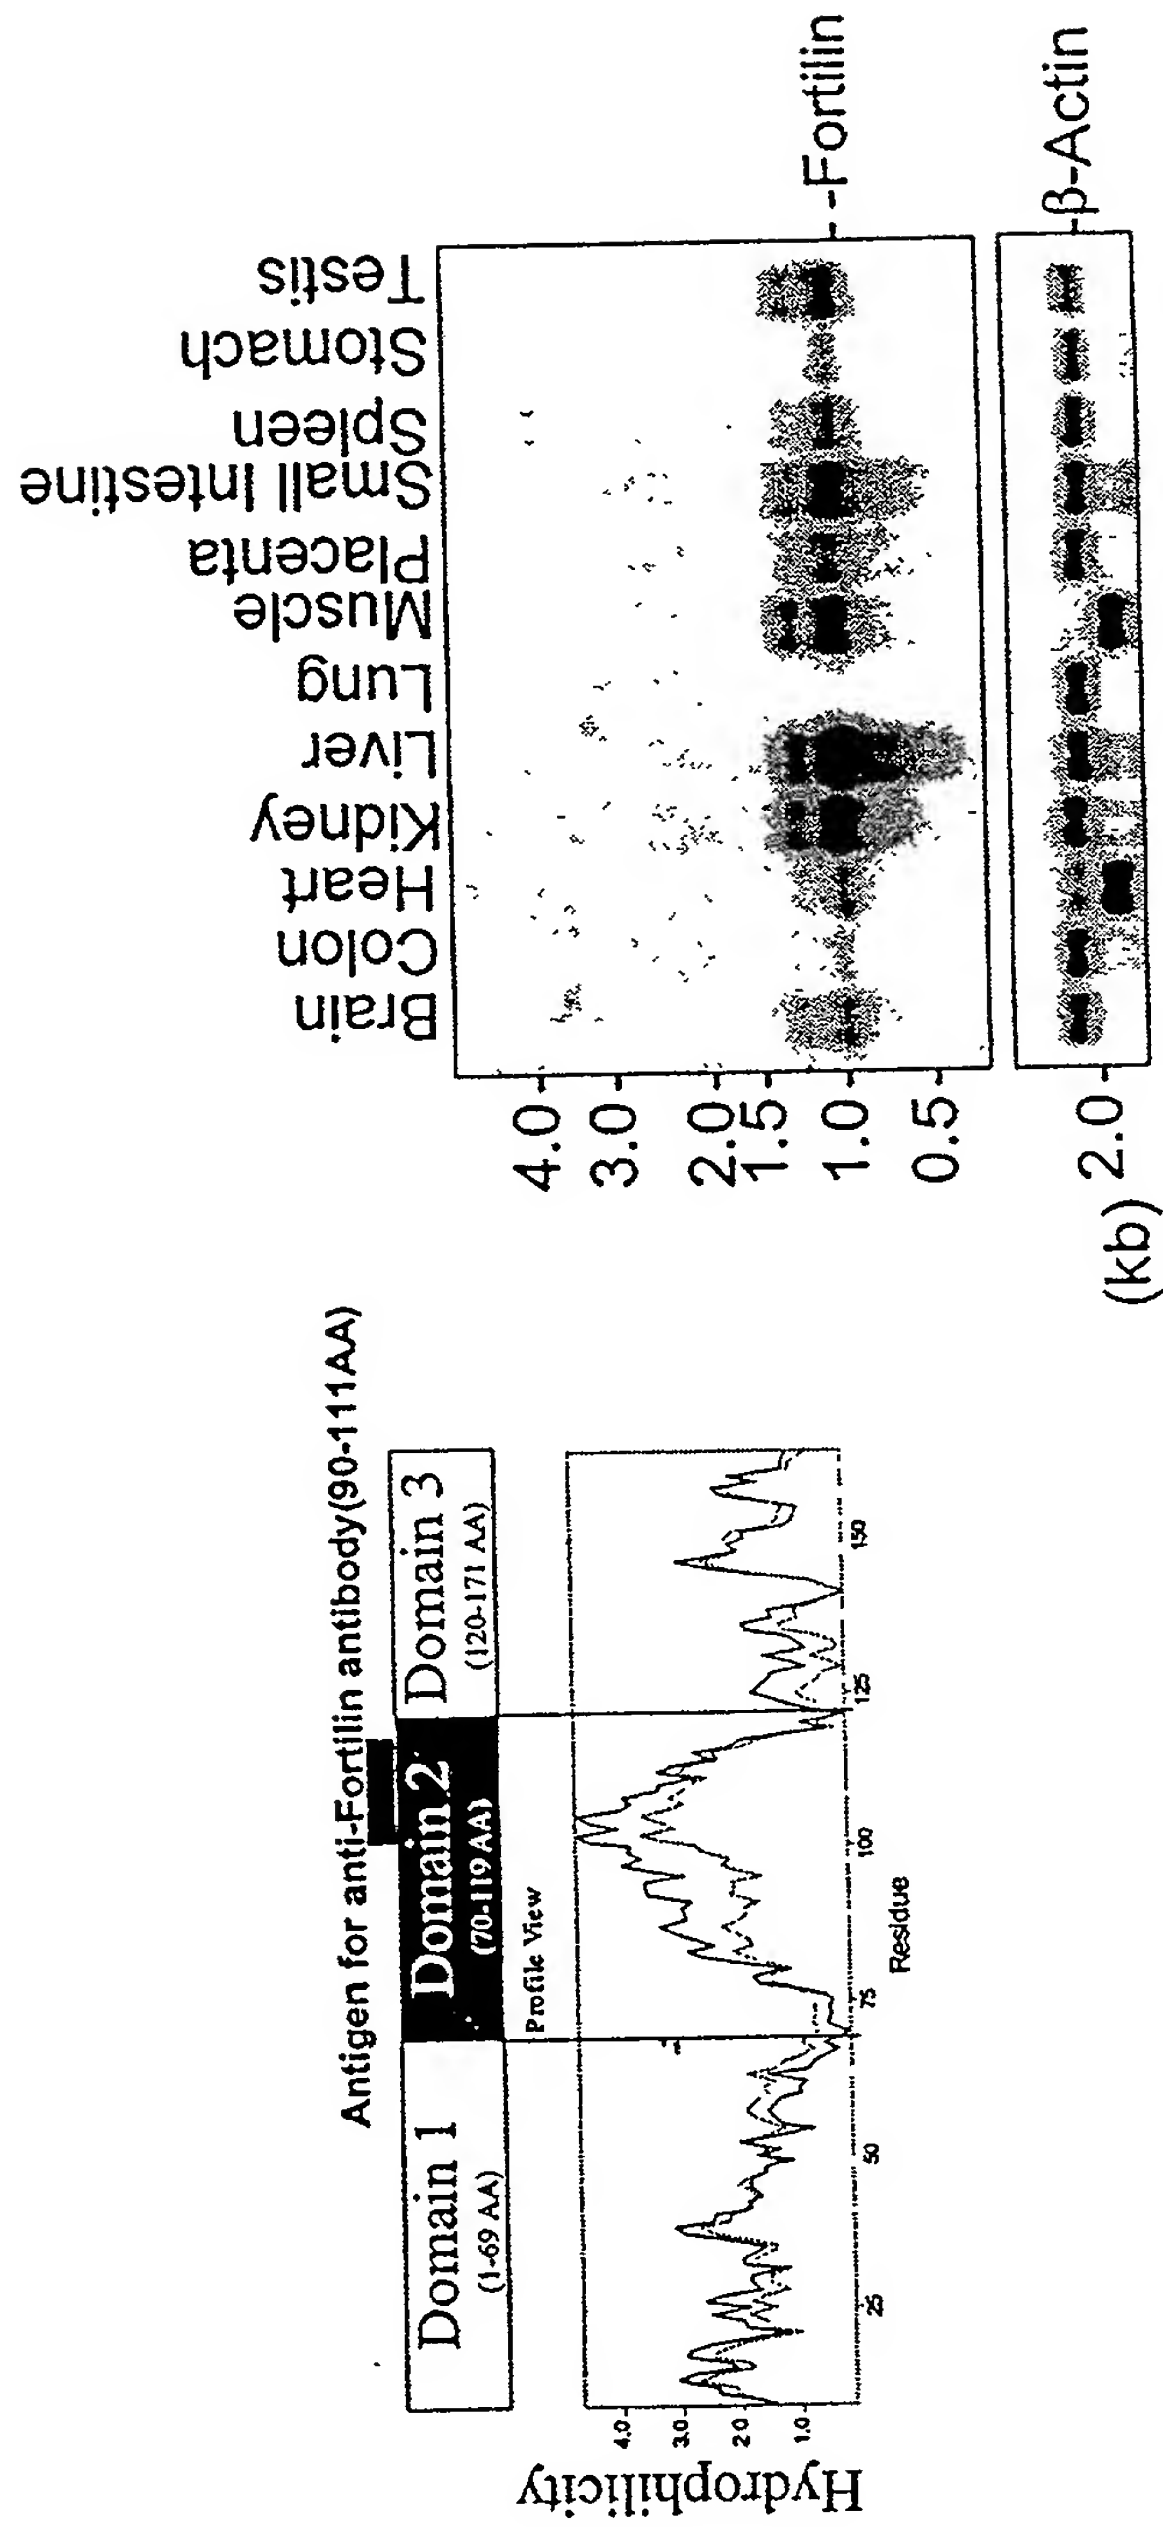 Antigen for anti-Fortilin antibody(90-111AA)
Domain 1
(1-69 AA)
Domain 2
(70-119 AA)
Domain 3
(120-171 AA)
Profile View
Hydrophilicity
4.0
3.0
2.0
1.0
25
50
75
100
125
150
Residue
Brain
Colon
Heart
Kidney
Liver
Lung
Muscle
Placenta
Small Intestine
Spleen
Stomach
Testis
4.0
3.0
2.0
1.5
1.0
0.5
-Fortilin
2.0
(kb)
β-Actin